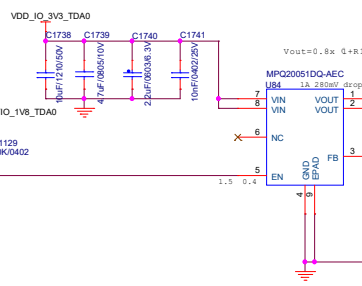 VDD_IO_3V3_TDA0
C1738
C1739
C1740
C1741
10uF/1210/50V
4.7uF/0805/10V
2.2uF/0603/6.3V
10nF/0402/25V
Vout=0.8x (1+R1
MPQ20051DQ-AEC
U84
1A 280mV drop
IO_1V8_TDA0
7
8
VIN
VIN
VOUT
VOUT
1
2
6
NC
1129
0K/0402
FB
3
5
EN
1.5 0.4
GND
EPAD
4
9